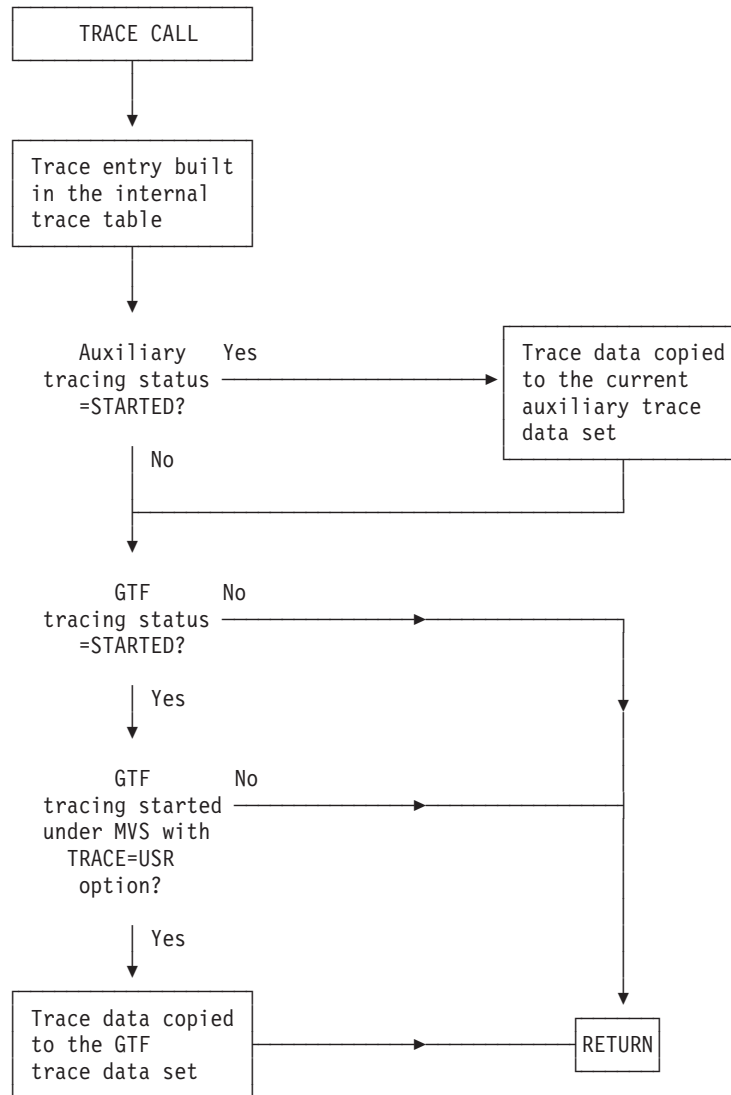 TRACE CALL
Trace entry built
in the internal
trace table
Auxiliary Yes
tracing status
=STARTED?
Trace data copied
to the current
auxiliary trace
data set
No
GTF No
tracing status
=STARTED?
Yes
GTF No
tracing started
under MVS with
TRACE=USR
option?
Yes
Trace data copied
to the GTF
trace data set
RETURN